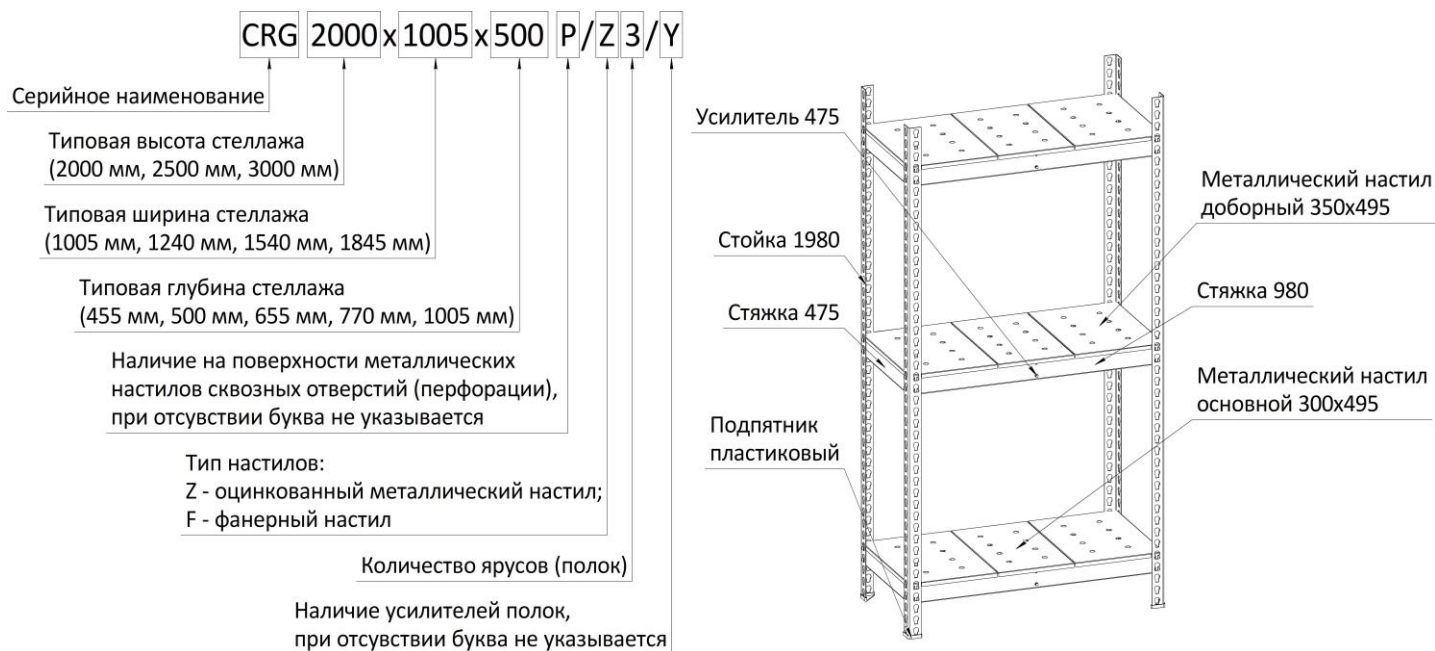 CRG 2000x1005x500 P/Z3/Y
Серийное наименование
Типовая высота стеллажа
(2000 мм, 2500 мм, 3000 мм)
Типовая ширина стеллажа
(1005 мм, 1240 мм, 1540 мм, 1845 мм)
Типовая глубина стеллажа
(455 мм, 500 мм, 655 мм, 770 мм, 1005 мм)
Наличие на поверхности металлических
настилов сквозных отверстий (перфорации),
при отсувствии буква не указывается
Тип настилов:
Z - оцинкованный металлический настил;
F - фанерный настил
Количество ярусов (полок)
Наличие усилителей полок,
при отсувствии буква не указывается
Усилитель 475
Стойка 1980
Стяжка 475
Подпятник
пластиковый
Металлический настил
доборный 350x495
Стяжка 980
Металлический настил
основной 300x495